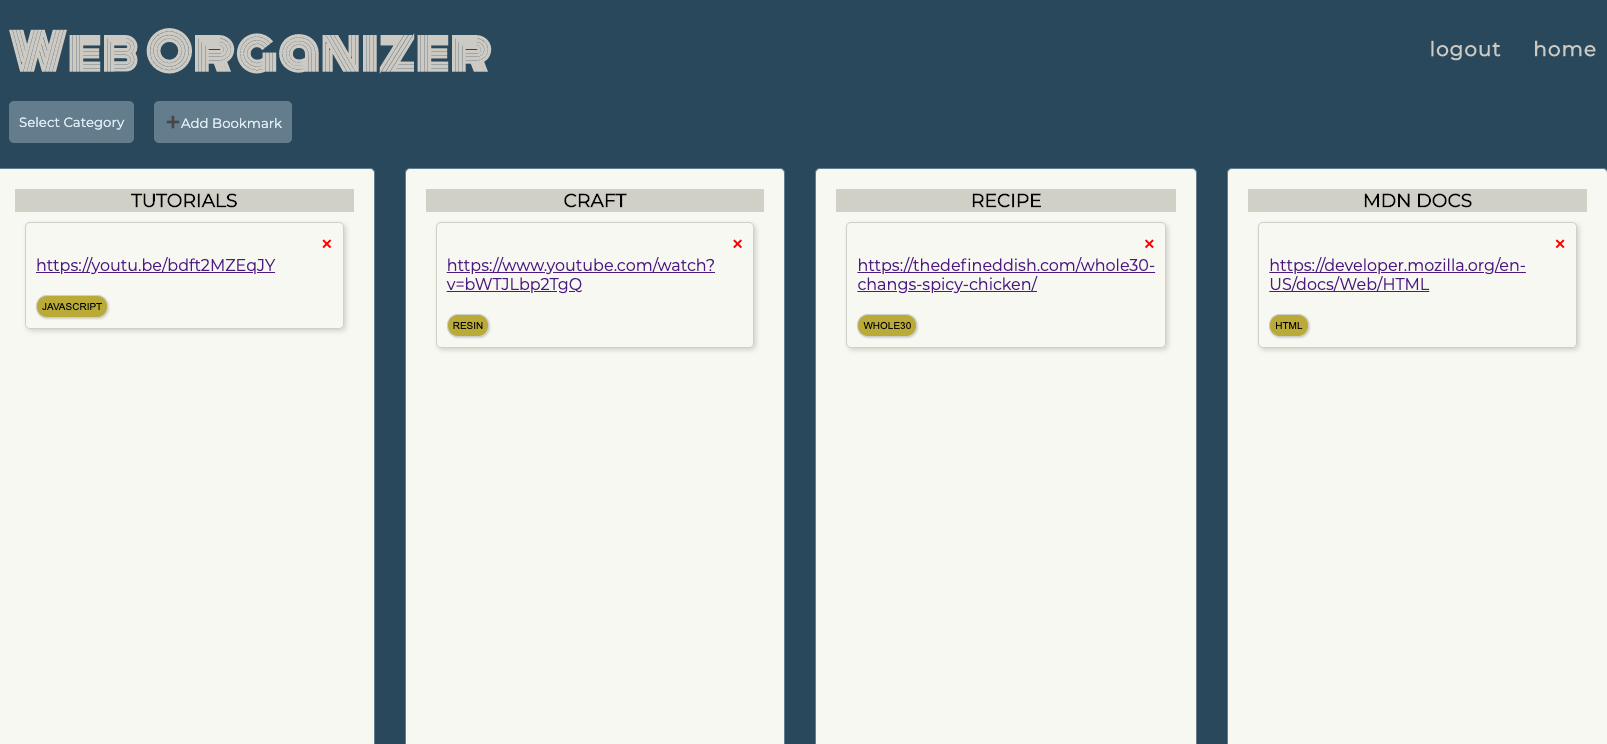 Web Organizer
logout home
Select Category
➕Add Bookmark
TUTORIALS
×
https://youtu.be/bdft2MZEqJY
JAVASCRIPT
CRAFT
×
https://www.youtube.com/watch?
v=bWTJLbp2TgQ
RESIN
RECIPE
×
https://thedefineddish.com/whole30-
changs-spicy-chicken/
WHOLE30
MDN DOCS
×
https://developer.mozilla.org/en-
US/docs/Web/HTML
HTML